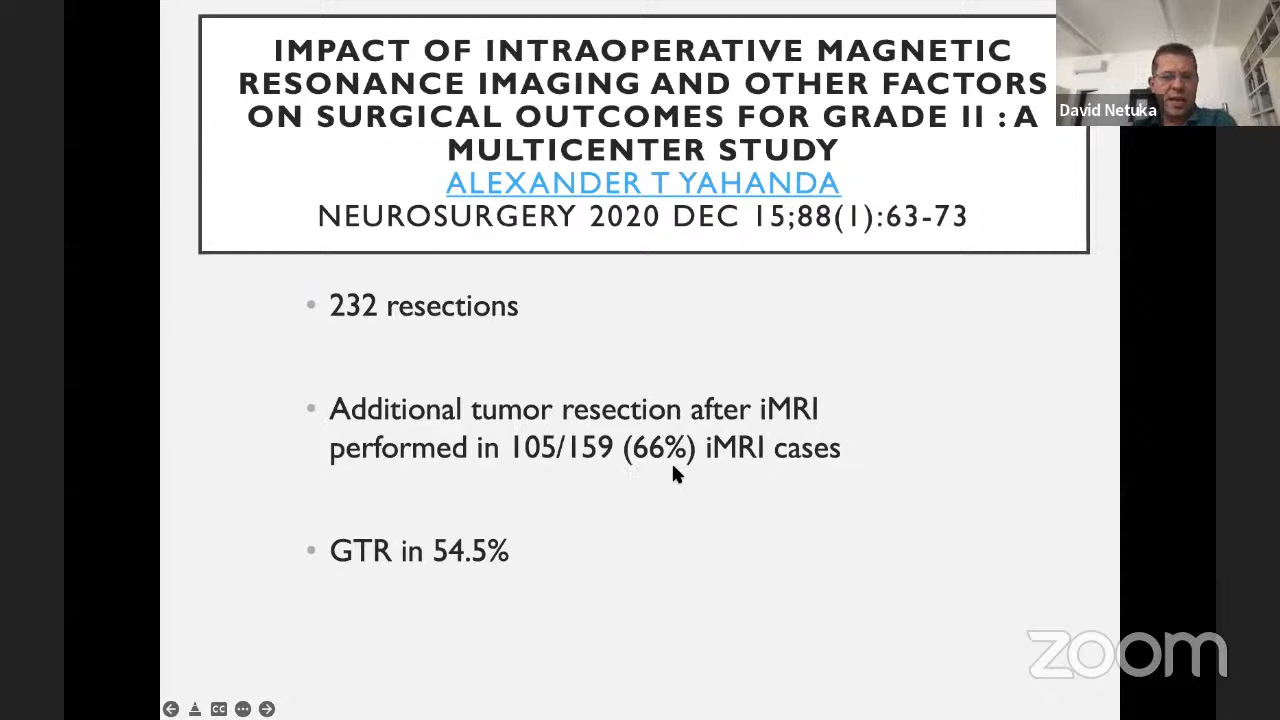 IMPACT OF INTRAOPERATIVE MAGNETIC
RESONANCE IMAGING AND OTHER FACTORS
ON SURGICAL OUTCOMES FOR GRADE II : A
MULTICENTER STUDY
ALEXANDER T YAHANDA
NEUROSURGERY 2020 DEC 15;88(1):63-73
David Netuka
• 232 resections
• Additional tumor resection after iMRI
performed in 105/159 (66%) iMRI cases
• GTR in 54.5%
zoom
CC